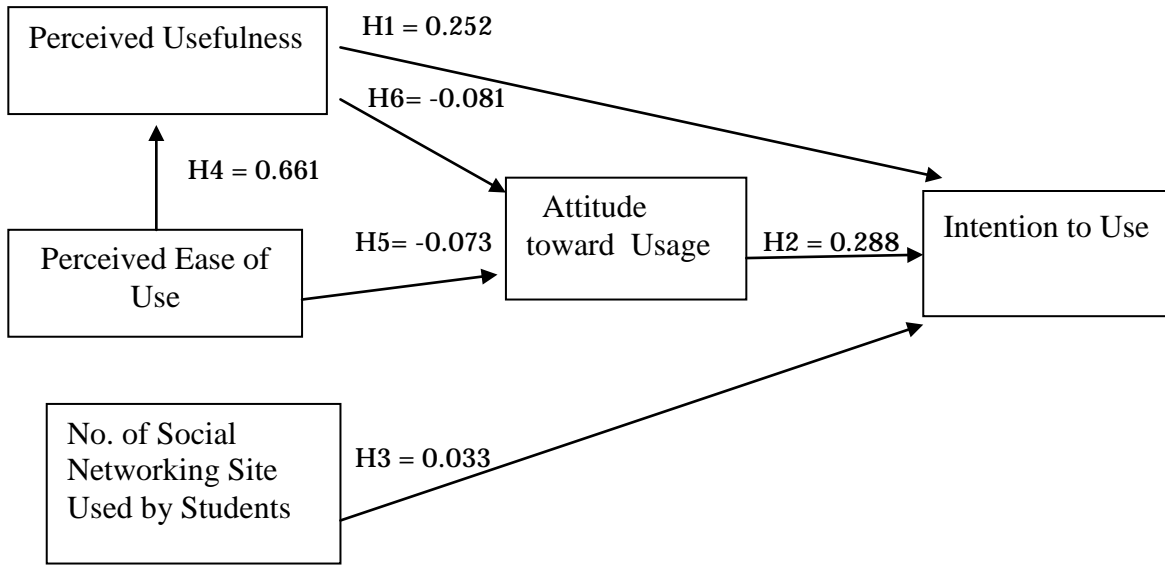 Perceived Usefulness
H1 = 0.252
H6= -0.081
H4 = 0.661
Attitude
toward Usage
Intention to Use
H5= -0.073
H2 = 0.288
Perceived Ease of
Use
No. of Social
Networking Site
Used by Students
H3 = 0.033